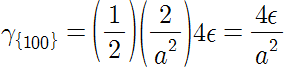 γ{100} = (1/2)(2/a²)4ϵ = 4ϵ/a²